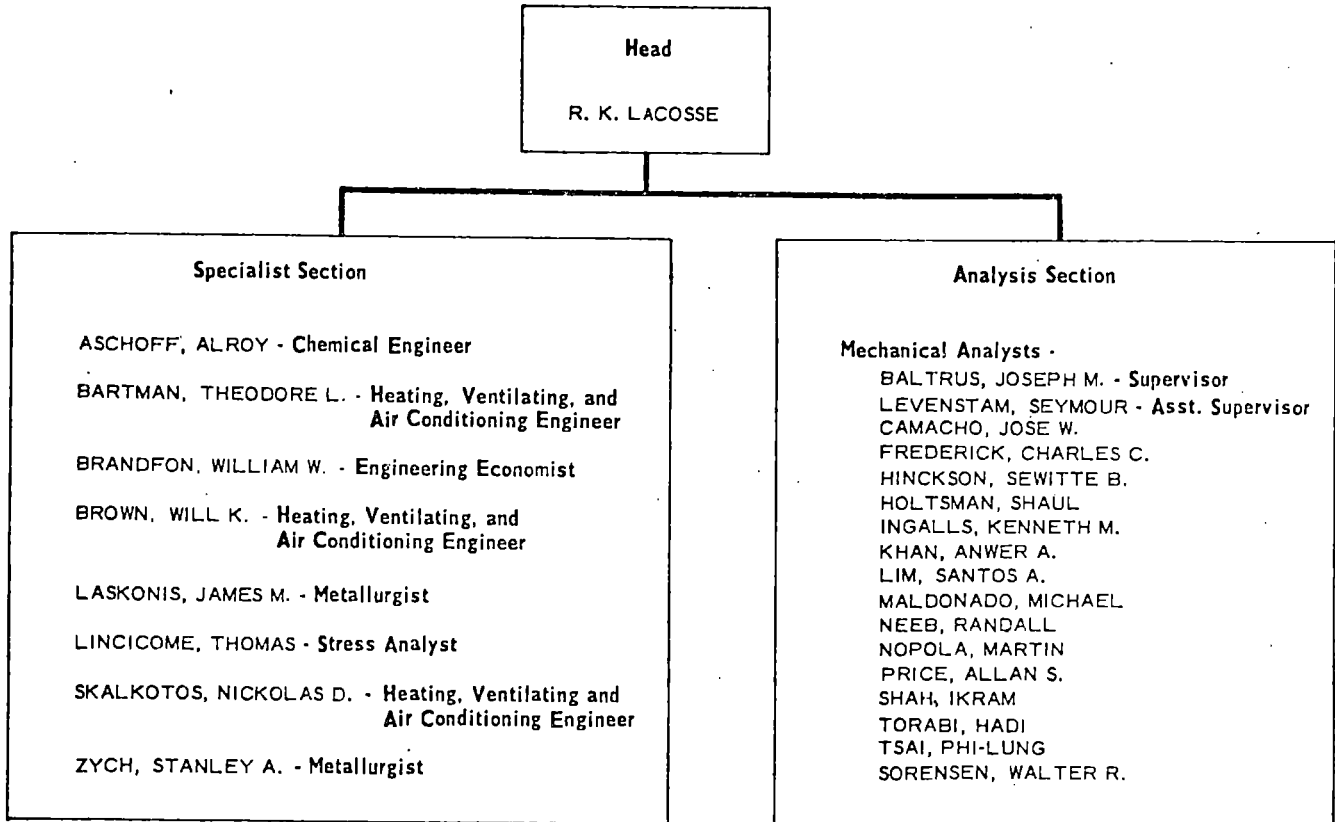 Head
R. K. LACOSSE
Specialist Section
ASCHOFF, ALROY - Chemical Engineer
BARTMAN, THEODORE L. - Heating, Ventilating, and
Air Conditioning Engineer
BRANDFON, WILLIAM W. - Engineering Economist
BROWN, WILL K. - Heating, Ventilating, and
Air Conditioning Engineer
LASKONIS, JAMES M. - Metallurgist
LINCICOME, THOMAS - Stress Analyst
SKALKOTOS, NICKOLAS D. - Heating, Ventilating and
Air Conditioning Engineer
ZYCH, STANLEY A. - Metallurgist
Analysis Section
Mechanical Analysts -
BALTRUS, JOSEPH M. - Supervisor
LEVENSTAM, SEYMOUR - Asst. Supervisor
CAMACHO, JOSE W.
FREDERICK, CHARLES C.
HINCKSON, SEWITTE B.
HOLTSMAN, SHAUL
INGALLS, KENNETH M.
KHAN, ANWER A.
LIM, SANTOS A.
MALDONADO, MICHAEL
NEEB, RANDALL
NOPOLA, MARTIN
PRICE, ALLAN S.
SHAH, IKRAM
TORABI, HADI
TSAI, PHI-LUNG
SORENSEN, WALTER R.